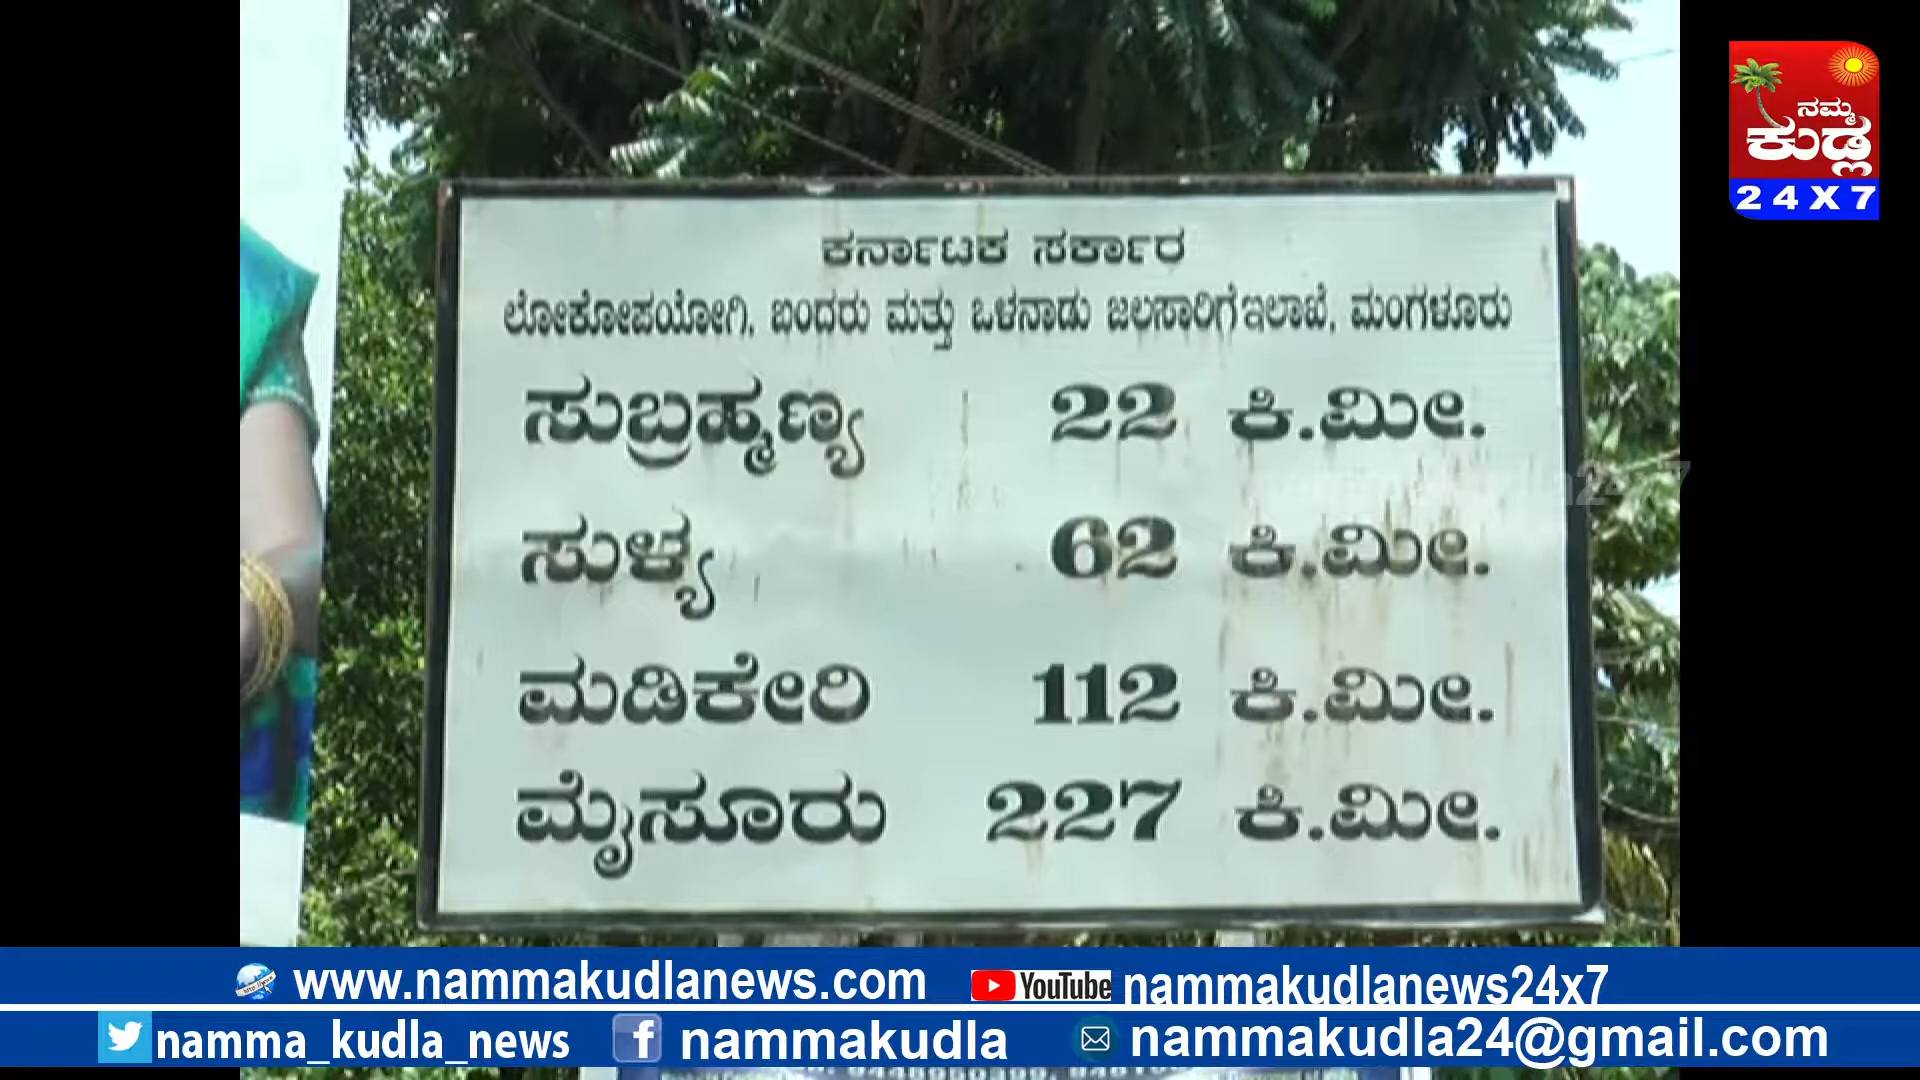 ನಮ್ಮ
ಕುಡ್ಲ
24X7
ಕರ್ನಾಟಕ ಸರ್ಕಾರ
ಲೋಕೋಪಯೋಗಿ, ಬಂದರು ಮತ್ತು ಒಳನಾಡು ಜಲಸಾರಿಗೆ ಇಲಾಖೆ, ಮಂಗಳೂರು
ಸುಬ್ರಹ್ಮಣ್ಯ 22 ಕಿ.ಮೀ.
ಸುಳ್ಯ 62 ಕಿ.ಮೀ.
ಮಡಿಕೇರಿ 112 ಕಿ.ಮೀ.
ಮೈಸೂರು 227 ಕಿ.ಮೀ.
www.nammakudlanews.com YouTube nammakudlanews24x7
namma_kudla_news nammakudla nammakudla24@gmail.com